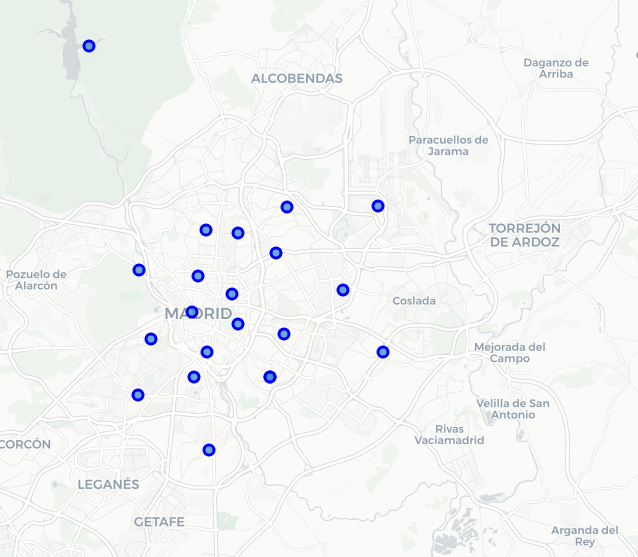 Daganzo de
Arriba
ALCOBENDAS
Paracuellos de
Jarama
TORREJÓN
DE ARDOZ
Pozuelo de
Alarcón
Coslada
MADRID
Mejorada del
Campo
Velilla de San
Antonio
Rivas
Vaciamadrid
CORCÓN
LEGANÉS
GETAFE
Arganda del
Rey